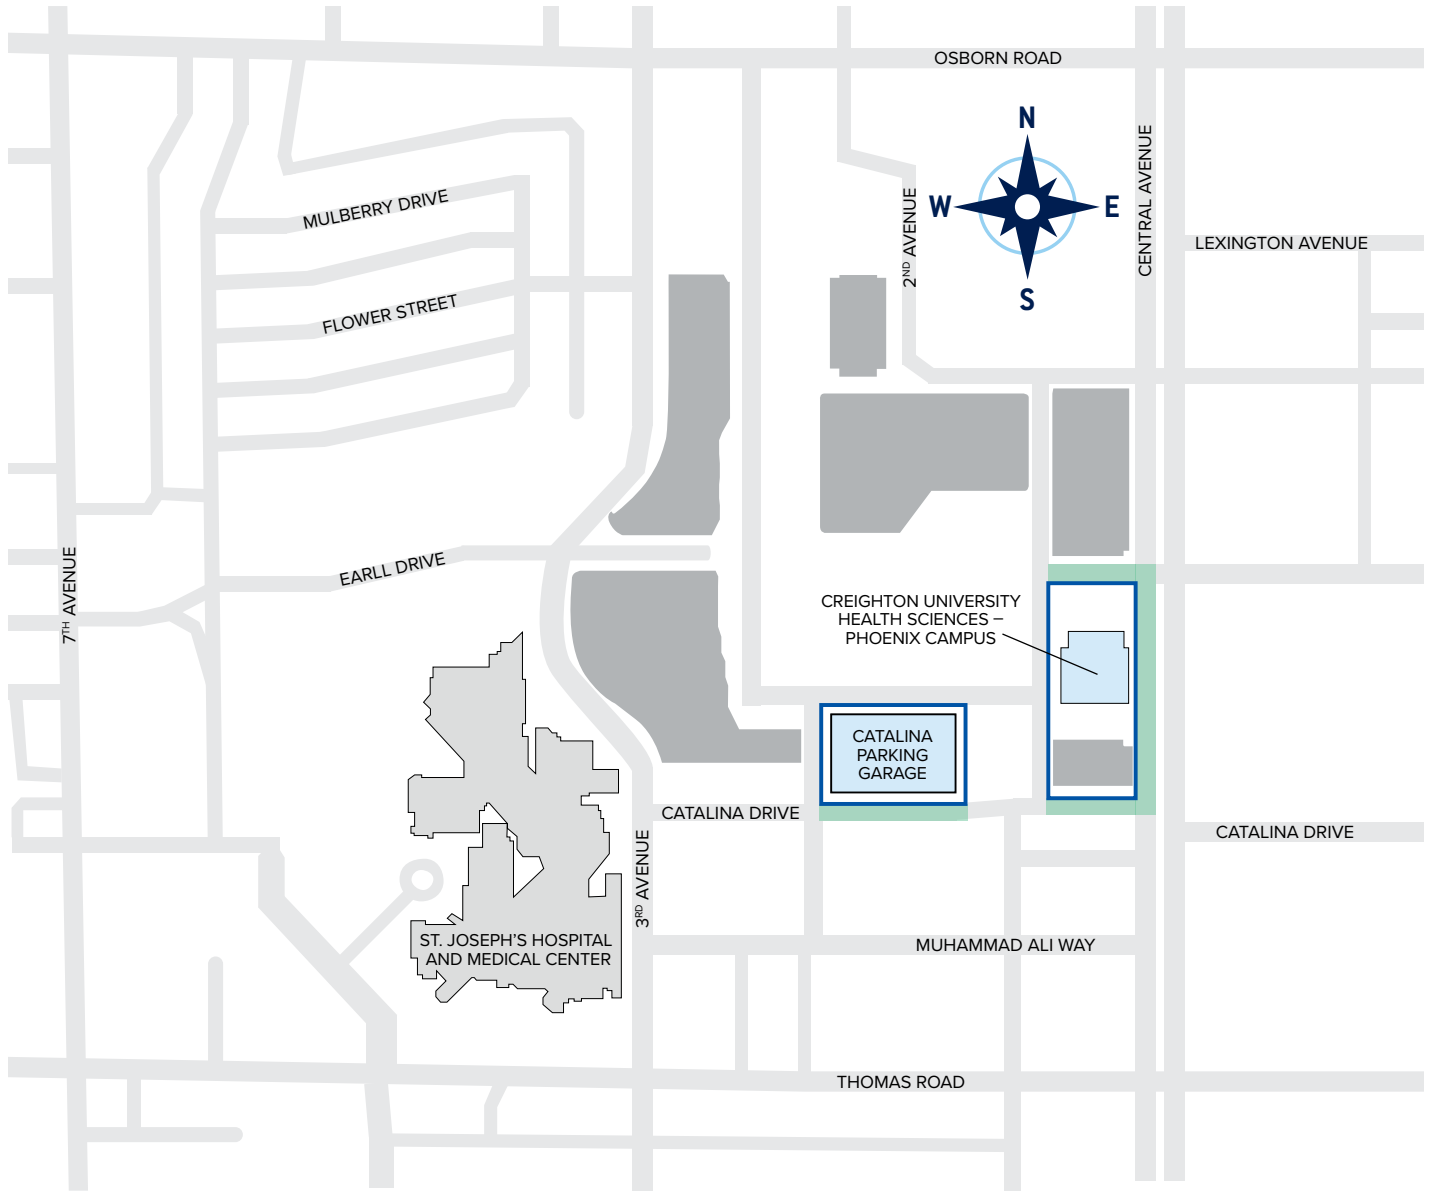 OSBORN ROAD
N
W
E
S
MULBERRY DRIVE
2ND AVENUE
CENTRAL AVENUE
LEXINGTON AVENUE
FLOWER STREET
7TH AVENUE
EARLL DRIVE
CREIGHTON UNIVERSITY
HEALTH SCIENCES –
PHOENIX CAMPUS
CATALINA
PARKING
GARAGE
CATALINA DRIVE
CATALINA DRIVE
3RD AVENUE
ST. JOSEPH’S HOSPITAL
AND MEDICAL CENTER
MUHAMMAD ALI WAY
THOMAS ROAD